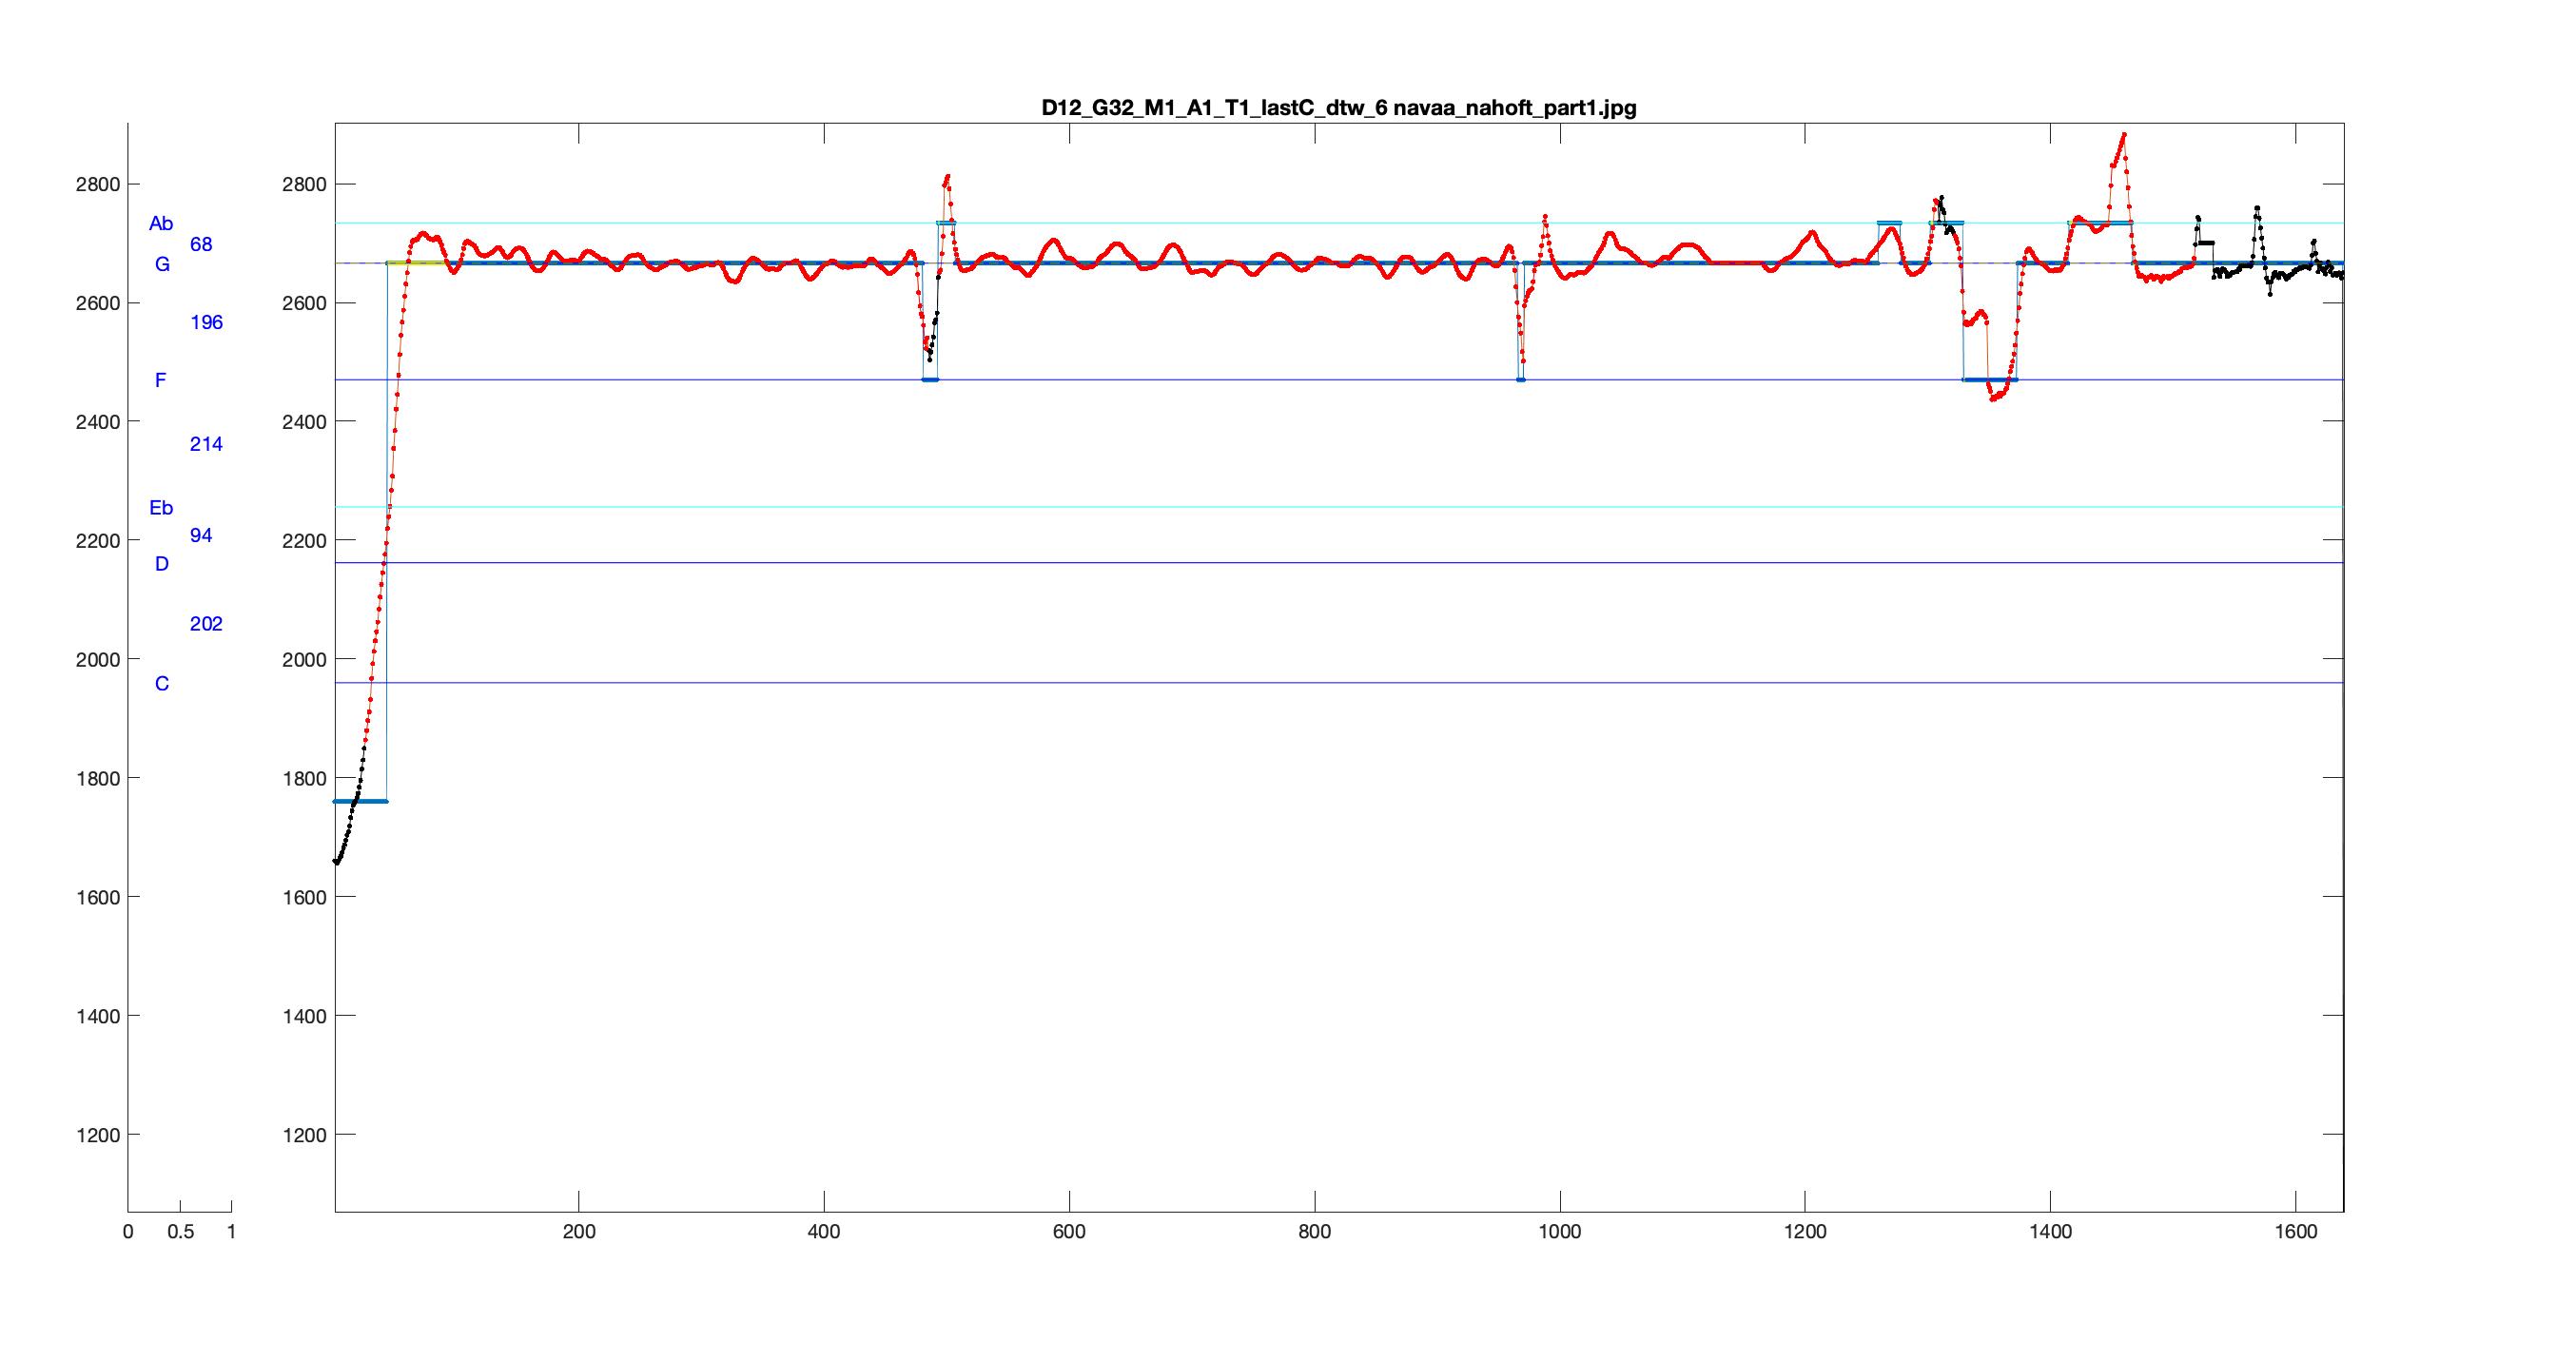 D12_G32_M1_A1_T1_lastC_dtw_6 navaa_nahoft_part1.jpg
2800 2800
Ab
68
G
2600 2600
196
F
2400 2400
214
Eb
94
2200 2200
D
202
2000 2000
C
1800 1800
1600 1600
1400 1400
1200 1200
0 0.5 1 200 400 600 800 1000 1200 1400 1600